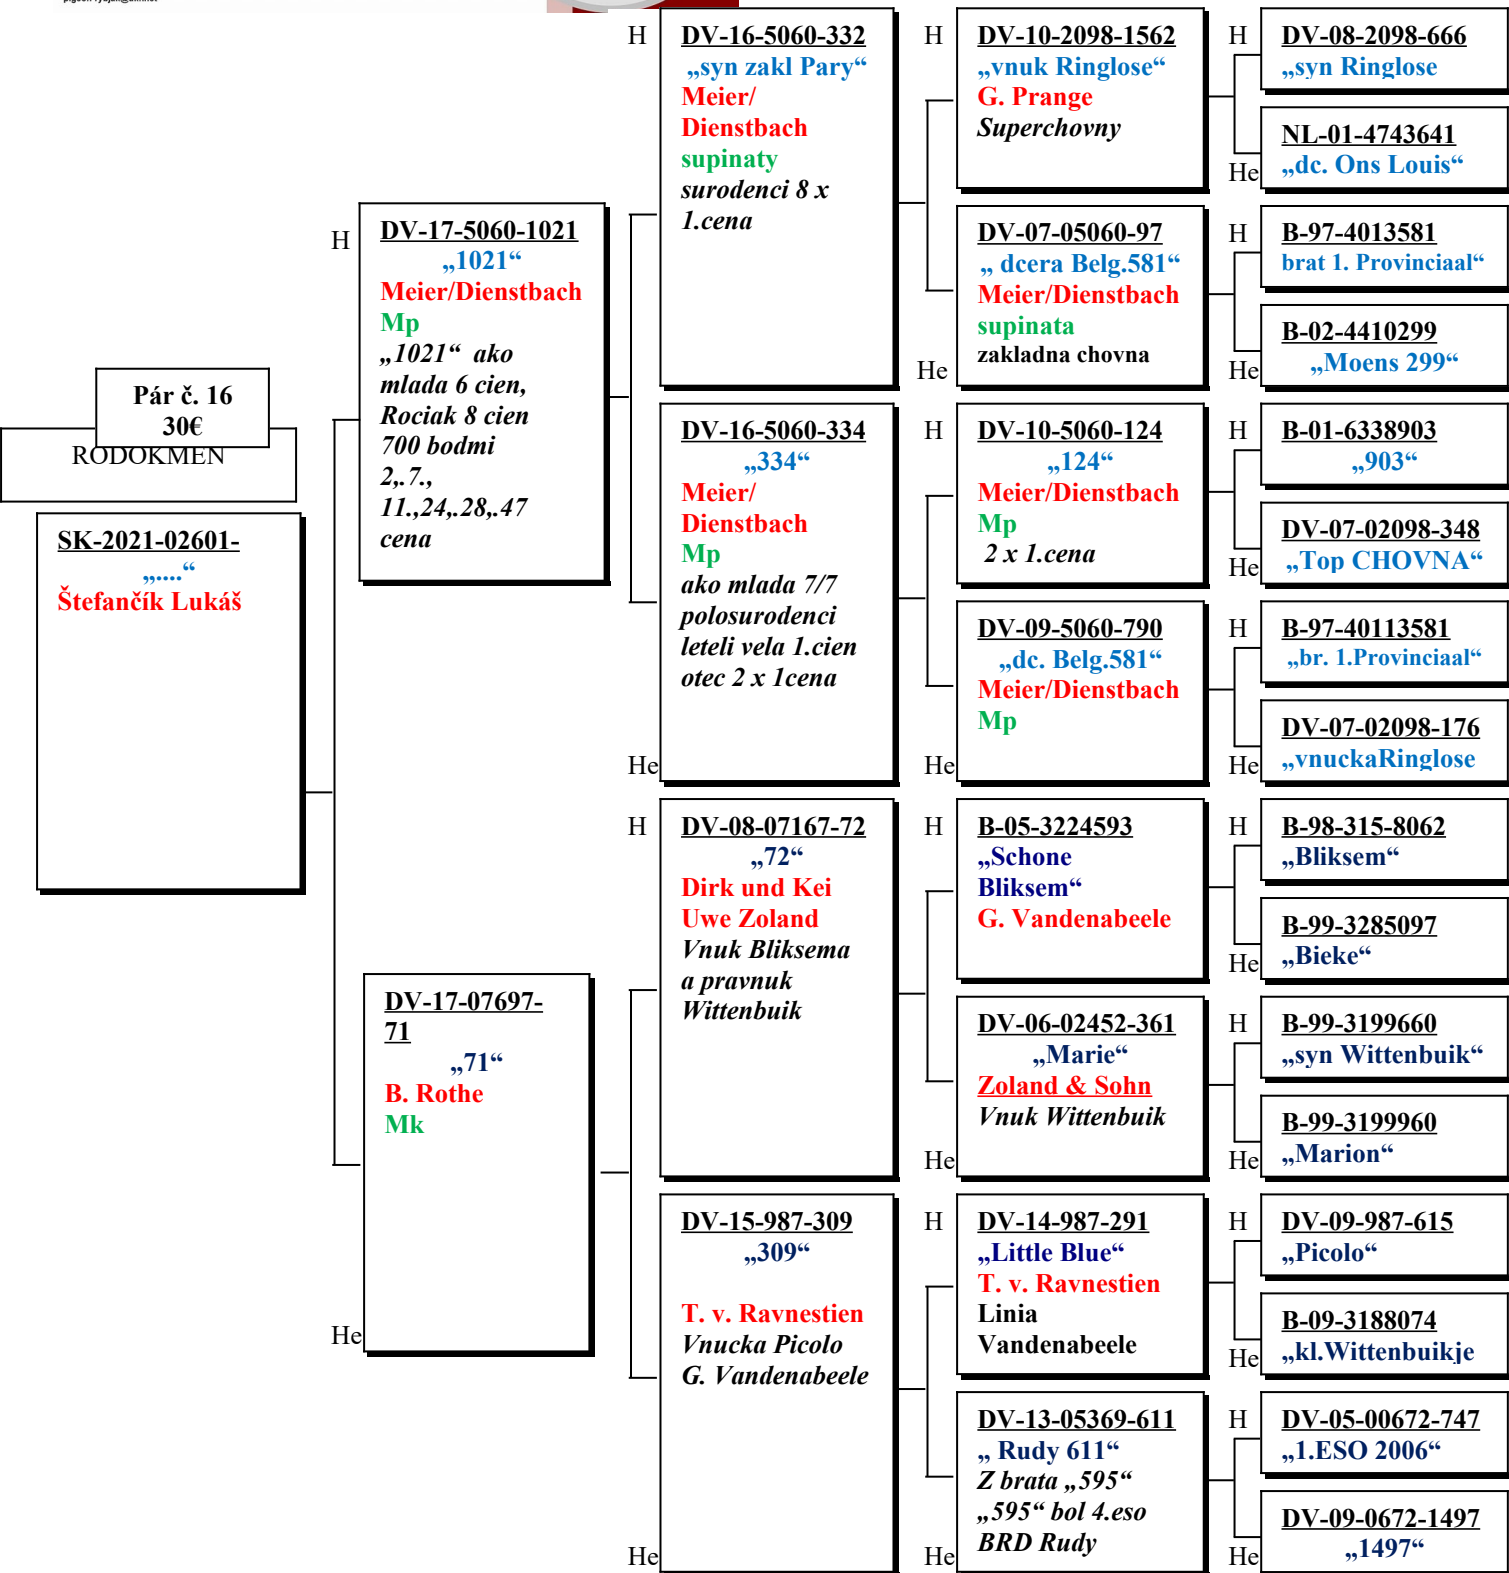 Pár č. 16
30€
RODOKMEN
SK-2021-02601-
„....“
Štefančík Lukáš
H
DV-17-5060-1021
„1021“
Meier/Dienstbach
Mp
„1021“ ako
mlada 6 cien,
Rociak 8 cien
700 bodmi
2,.7.,
11.,24,.28,.47
cena
He
DV-17-07697-
71
„71“
B. Rothe
Mk
H
DV-16-5060-332
„syn zakl Pary“
Meier/
Dienstbach
supinaty
surodenci 8 x
1.cena
He
DV-16-5060-334
„334“
Meier/
Dienstbach
Mp
ako mlada 7/7
polosurodenci
leteli vela 1.cien
otec 2 x 1cena
H
DV-08-07167-72
„72“
Dirk und Kei
Uwe Zoland
Vnuk Bliksema
a pravnuk
Wittenbuik
He
DV-15-987-309
„309“
T. v. Ravnestien
Vnucka Picolo
G. Vandenabeele
H
DV-10-2098-1562
„vnuk Ringlose“
G. Prange
Superchovny
He
DV-07-05060-97
„ dcera Belg.581“
Meier/Dienstbach
supinata
zakladna chovna
H
DV-10-5060-124
„124“
Meier/Dienstbach
Mp
2 x 1.cena
He
DV-09-5060-790
„dc. Belg.581“
Meier/Dienstbach
Mp
H
B-05-3224593
„Schone
Bliksem“
G. Vandenabeele
He
DV-06-02452-361
„Marie“
Zoland & Sohn
Vnuk Wittenbuik
H
DV-14-987-291
„Little Blue“
T. v. Ravnestien
Linia
Vandenabeele
He
DV-13-05369-611
„ Rudy 611“
Z brata „595“
„595“ bol 4.eso
BRD Rudy
H
DV-08-2098-666
„syn Ringlose
He
NL-01-4743641
„dc. Ons Louis“
H
B-97-4013581
brat 1. Provinciaal“
He
B-02-4410299
„Moens 299“
H
B-01-6338903
„903“
He
DV-07-02098-348
„Top CHOVNA“
H
B-97-40113581
„br. 1.Provinciaal“
He
DV-07-02098-176
„vnuckaRinglose
H
B-98-315-8062
„Bliksem“
He
B-99-3285097
„Bieke“
H
B-99-3199660
„syn Wittenbuik“
He
B-99-3199960
„Marion“
H
DV-09-987-615
„Picolo“
He
B-09-3188074
„kl.Wittenbuikje
H
DV-05-00672-747
„1.ESO 2006“
He
DV-09-0672-1497
„1497“